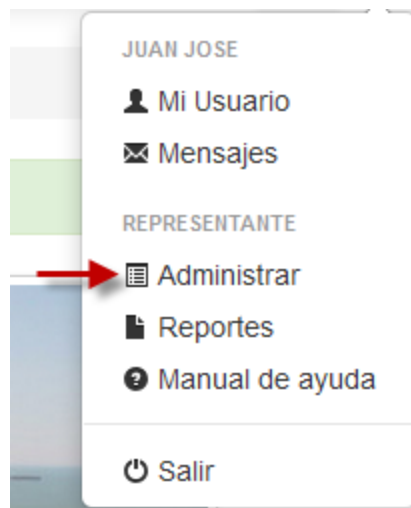 JUAN JOSE
Mi Usuario
Mensajes
REPRESENTANTE
Administrar
Reportes
Manual de ayuda
Salir